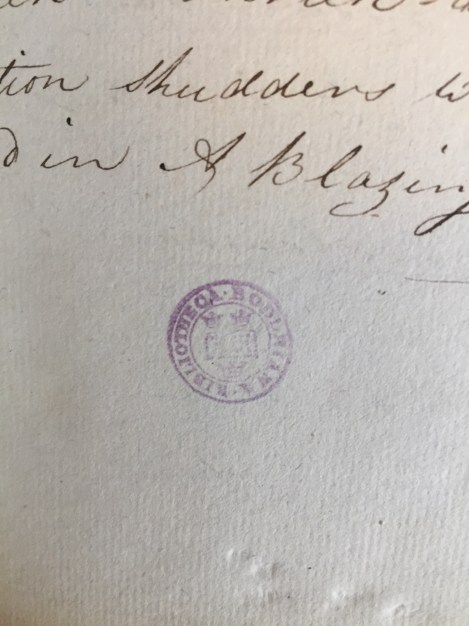 tion shudders
d in A Blazing
BIBLIOTHECA · BODLEIANA ·